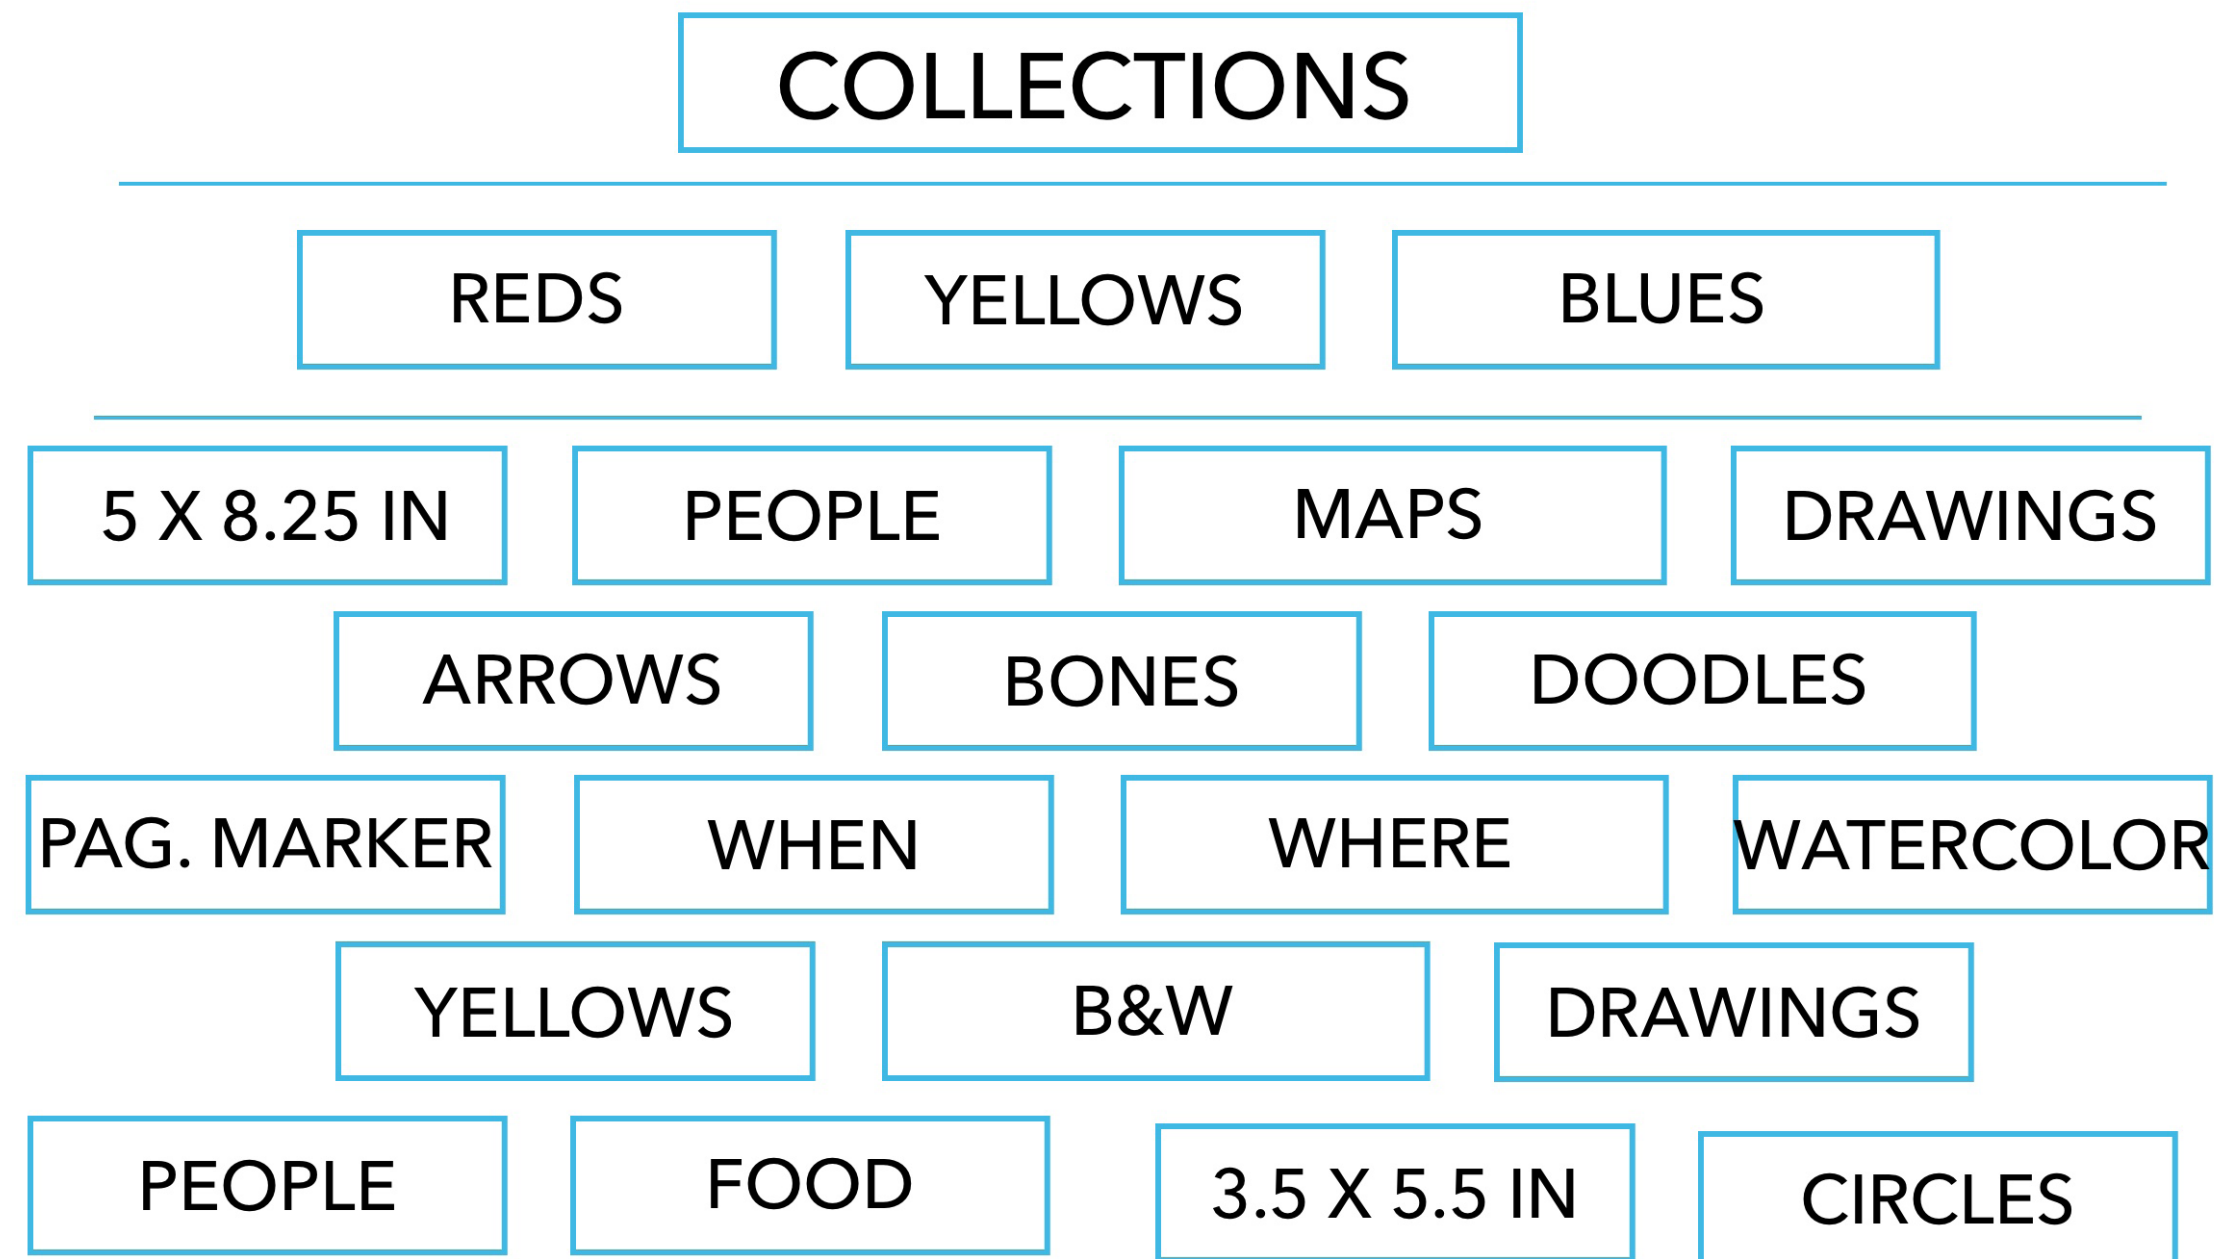 COLLECTIONS
REDS YELLOWS BLUES
5 X 8.25 IN PEOPLE MAPS DRAWINGS
ARROWS BONES DOODLES
PAG. MARKER WHEN WHERE WATERCOLOR
YELLOWS B&W DRAWINGS
PEOPLE FOOD 3.5 X 5.5 IN CIRCLES